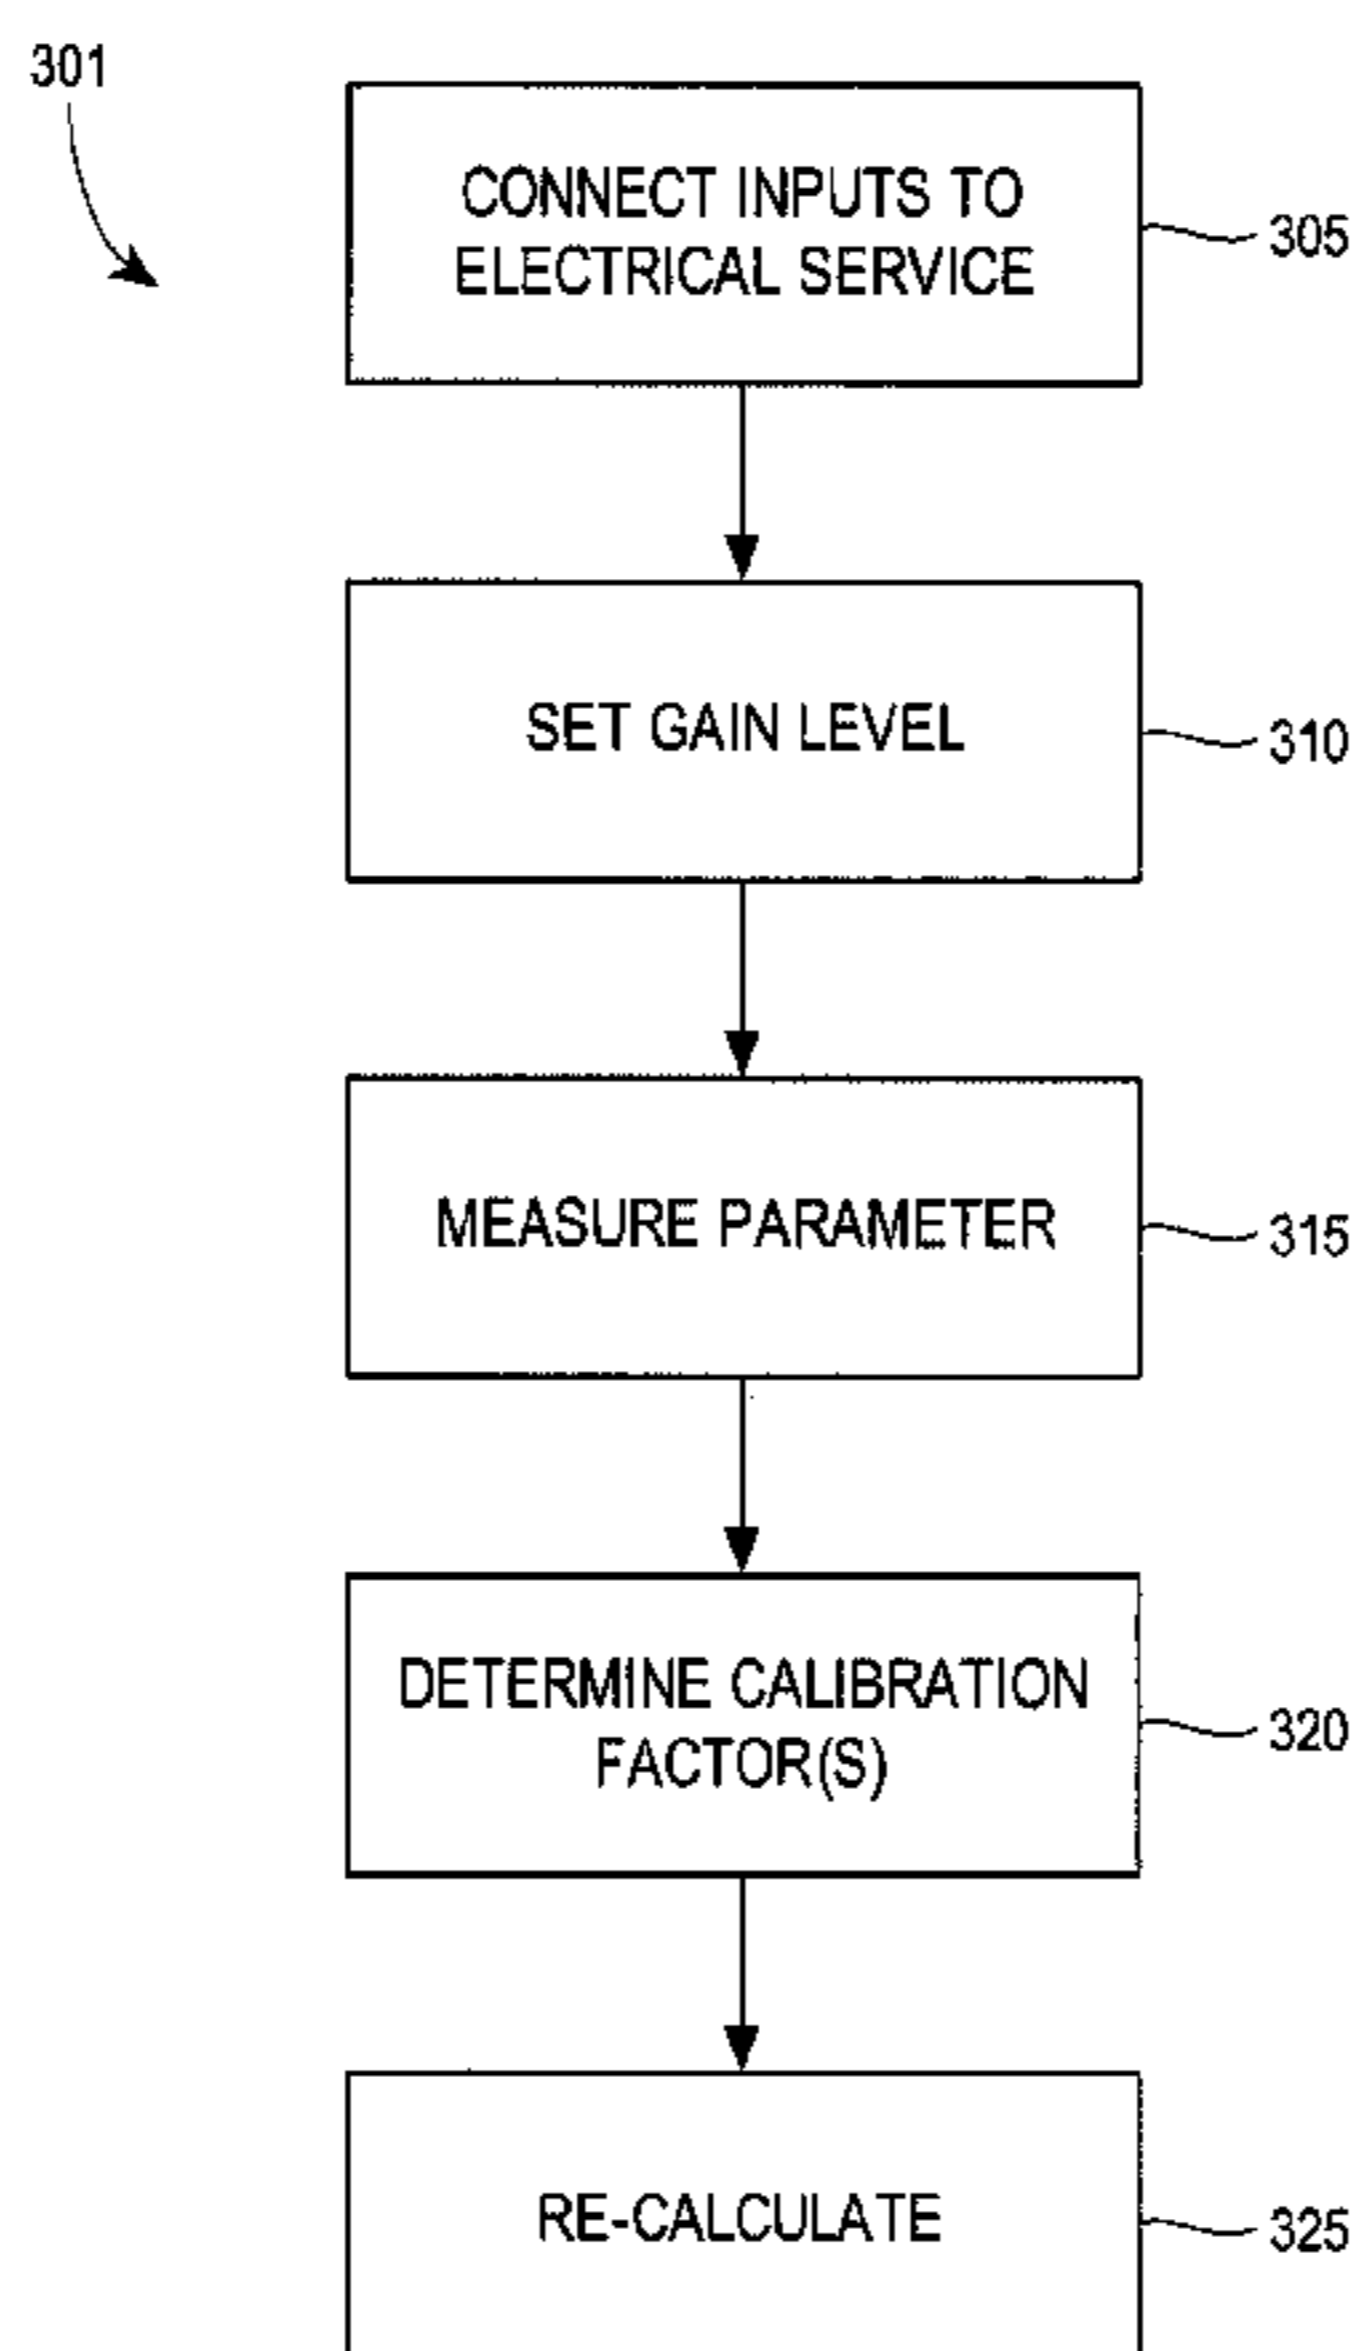 301
CONNECT INPUTS TO
ELECTRICAL SERVICE
305
SET GAIN LEVEL
310
MEASURE PARAMETER
315
DETERMINE CALIBRATION
FACTOR(S)
320
RE-CALCULATE
325